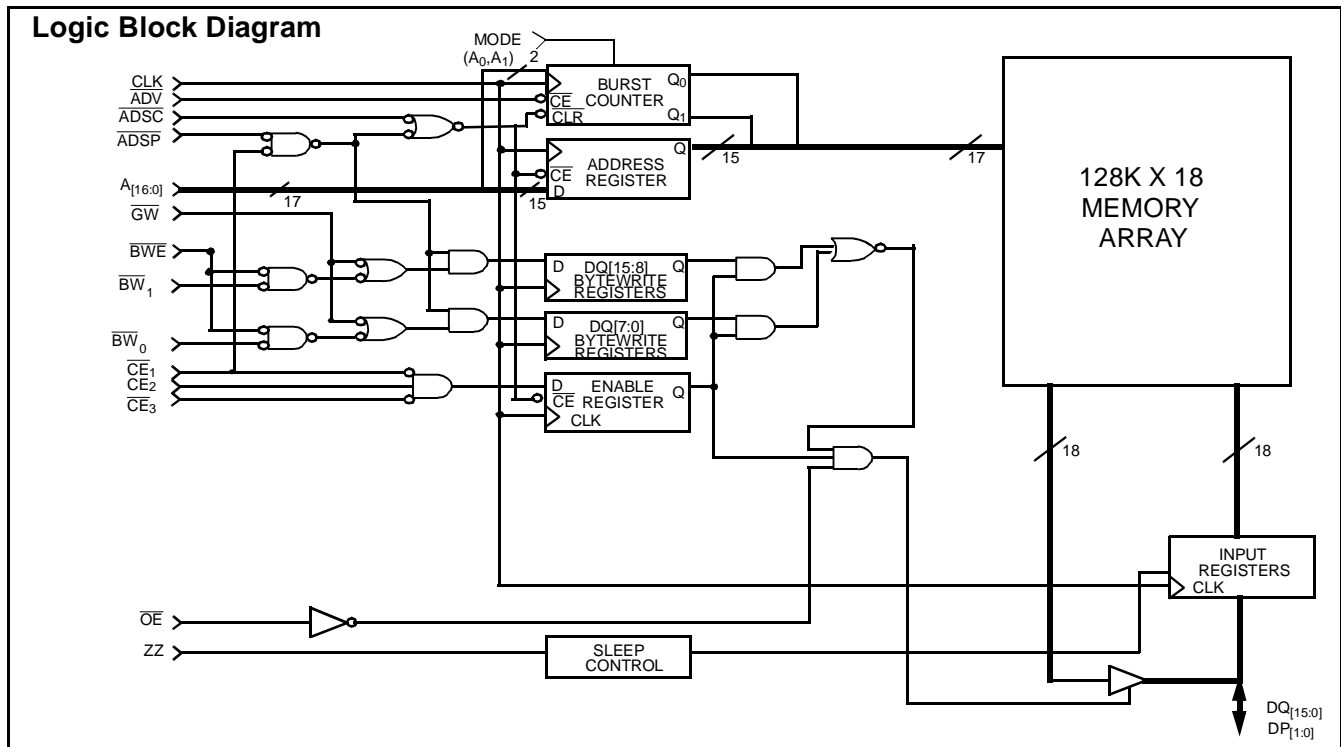 Logic Block Diagram
MODE
(A0,A1)
2
CLK
ADV
ADSC
ADSP
A[16:0]
17
GW
BWE
BW1
BW0
CE1
CE2
CE3
OE
ZZ
BURST
COUNTER
CE
CLR
Q0
Q1
ADDRESS
REGISTER
CE
D
Q
15
15
17
D
DQ[15:8]
BYTEWRITE
REGISTERS
Q
D
DQ[7:0]
BYTEWRITE
REGISTERS
Q
D
CE
ENABLE
REGISTER
CLK
Q
SLEEP
CONTROL
128K X 18
MEMORY
ARRAY
18
18
INPUT
REGISTERS
CLK
DQ[15:0]
DP[1:0]